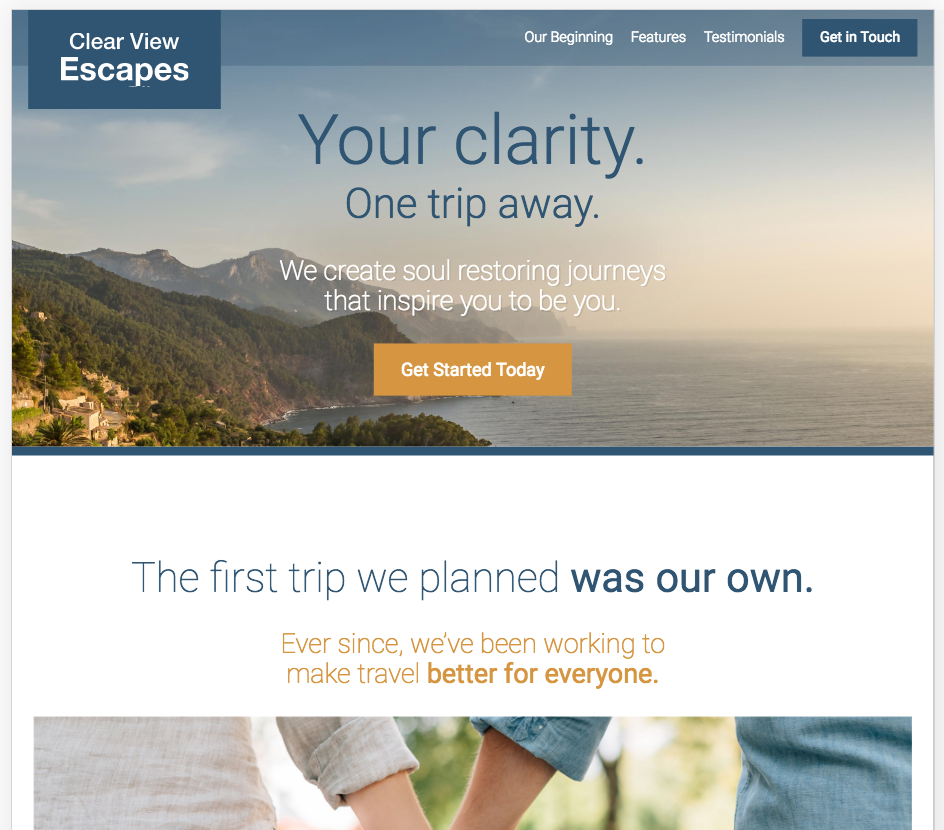 Clear View
Escapes
Our Beginning Features Testimonials Get in Touch
Your clarity.
One trip away.
We create soul restoring journeys
that inspire you to be you.
Get Started Today
The first trip we planned was our own.
Ever since, we’ve been working to
make travel better for everyone.